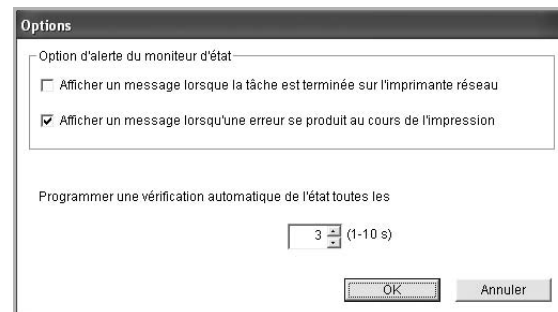 Options
Option d'alerte du moniteur d'état
Afficher un message lorsque la tâche est terminée sur l'imprimante réseau
Afficher un message lorsqu'une erreur se produit au cours de l'impression
Programmer une vérification automatique de l'état toutes les
3 (1-10 s)
OK Annuler